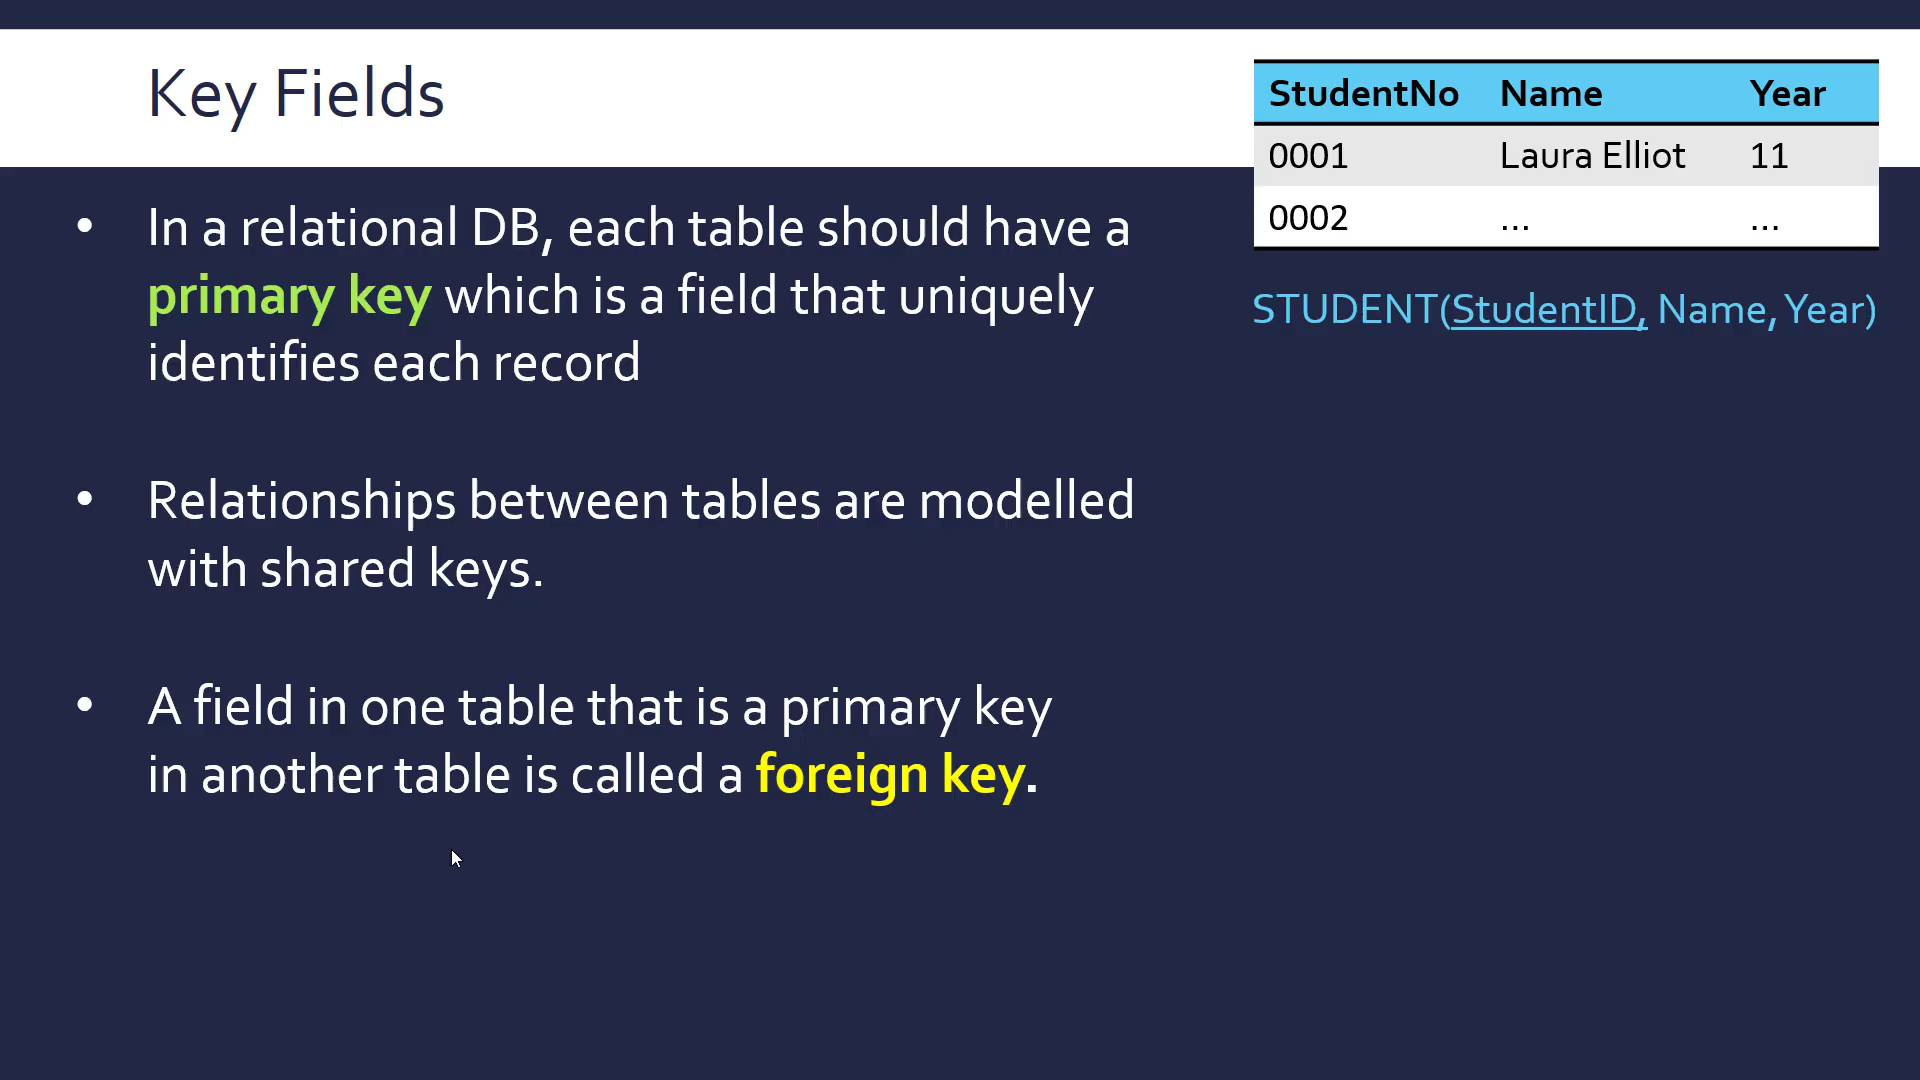 Key Fields
StudentNo Name Year
0001 Laura Elliot 11
0002 ... ...
STUDENT(StudentID, Name, Year)
• In a relational DB, each table should have a
primary key which is a field that uniquely
identifies each record
• Relationships between tables are modelled
with shared keys.
• A field in one table that is a primary key
in another table is called a foreign key.